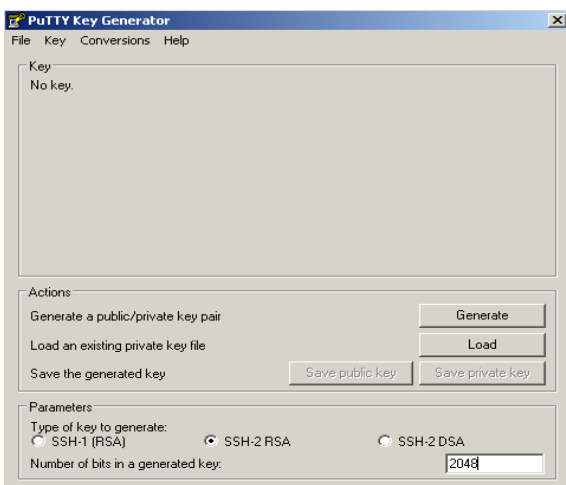 PuTTY Key Generator
File Key Conversions Help
Key
No key.
Actions
Generate a public/private key pair Generate
Load an existing private key file Load
Save the generated key Save public key Save private key
Parameters
Type of key to generate:
SSH-1 (RSA) SSH-2 RSA SSH-2 DSA
Number of bits in a generated key: 2048